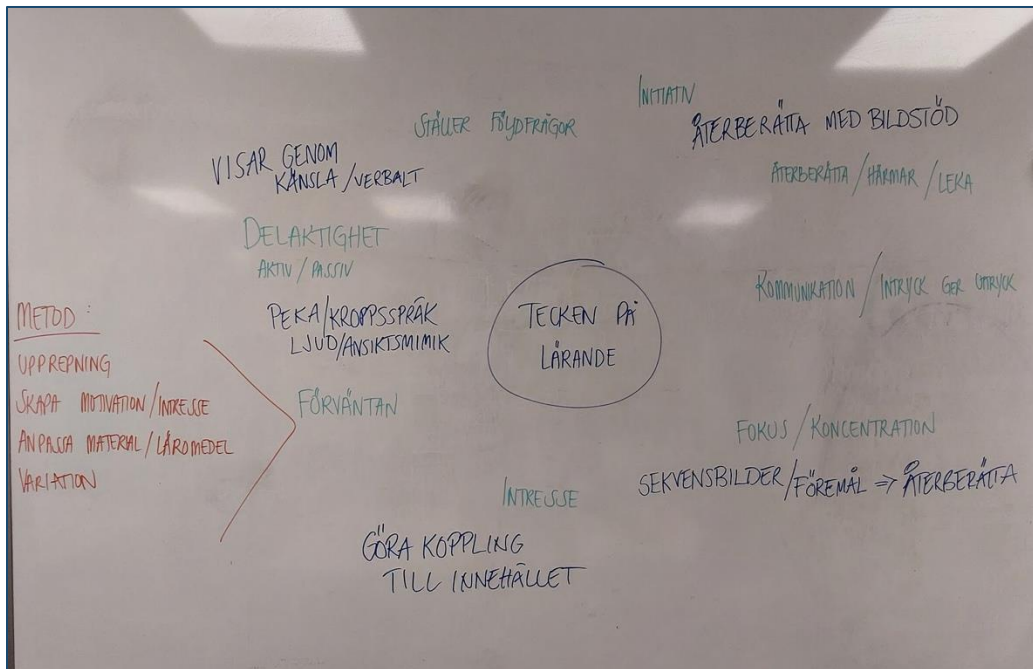 INITIATIV
STÄLLER FÖLJDFRÅGOR
ÅTERBERÄTTA MED BILDSTÖD
VISAR GENOM
KÄNSLA/VERBALT
ÅTERBERÄTTA/HÄRMAR/LEKA
DELAKTIGHET
AKTIV/PASSIV
KOMMUNIKATION/INTRYCK GER UTTRYCK
PEKA/KROPPSSPRÅK
LJUD/ANSIKTSMIMIK
TECKEN PÅ
LÄRANDE
METOD:
UPPREPNING
SKAPA MOTIVATION/INTRESSE
ANPASSA MATERIAL/LÄROMEDEL
VARIATION
FÖRVÄNTAN
FOKUS/KONCENTRATION
SEKVENSBILDER/FÖREMÅL => ÅTERBERÄTTA
INTRESSE
GÖRA KOPPLING
TILL INNEHÅLLET